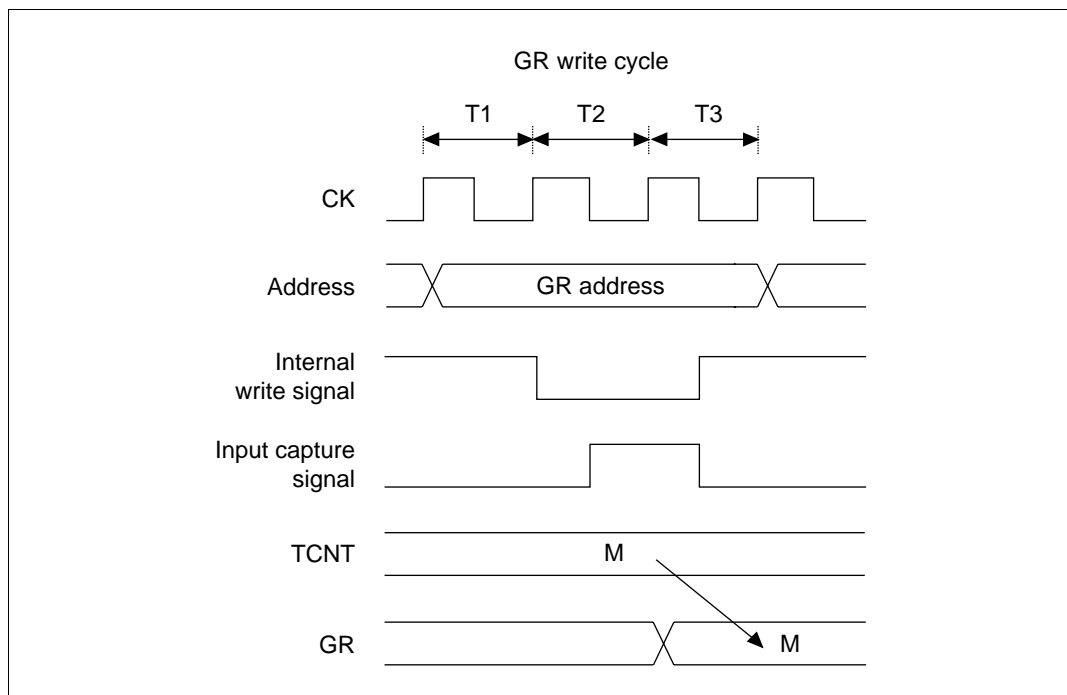 GR write cycle
T1 T2 T3
CK
Address
GR address
Internal
write signal
Input capture
signal
TCNT
M
GR
M